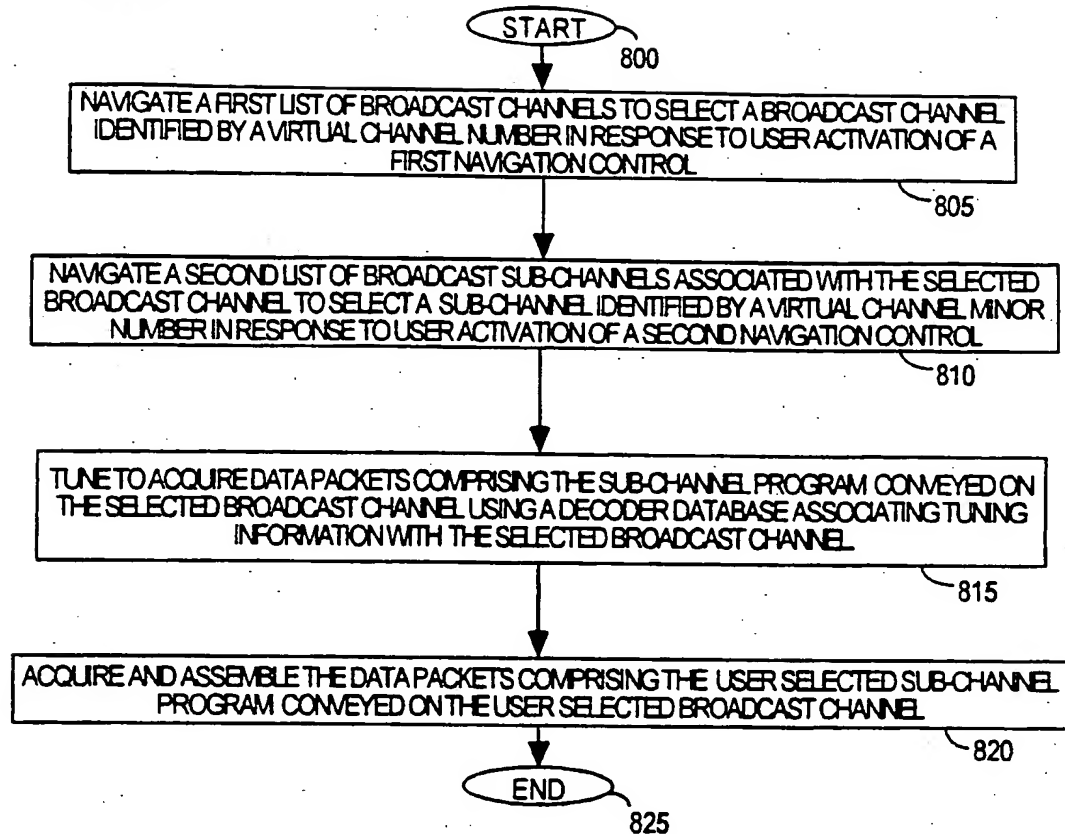 START
800
NAVIGATE A FIRST LIST OF BROADCAST CHANNELS TO SELECT A BROADCAST CHANNEL
IDENTIFIED BY A VIRTUAL CHANNEL NUMBER IN RESPONSE TO USER ACTIVATION OF A
FIRST NAVIGATION CONTROL
805
NAVIGATE A SECOND LIST OF BROADCAST SUB-CHANNELS ASSOCIATED WITH THE SELECTED
BROADCAST CHANNEL TO SELECT A SUB-CHANNEL IDENTIFIED BY A VIRTUAL CHANNEL MINOR
NUMBER IN RESPONSE TO USER ACTIVATION OF A SECOND NAVIGATION CONTROL
810
TUNE TO ACQUIRE DATA PACKETS COMPRISING THE SUB-CHANNEL PROGRAM CONVEYED ON
THE SELECTED BROADCAST CHANNEL USING A DECODER DATABASE ASSOCIATING TUNING
INFORMATION WITH THE SELECTED BROADCAST CHANNEL
815
ACQUIRE AND ASSEMBLE THE DATA PACKETS COMPRISING THE USER SELECTED SUB-CHANNEL
PROGRAM CONVEYED ON THE USER SELECTED BROADCAST CHANNEL
820
END
825